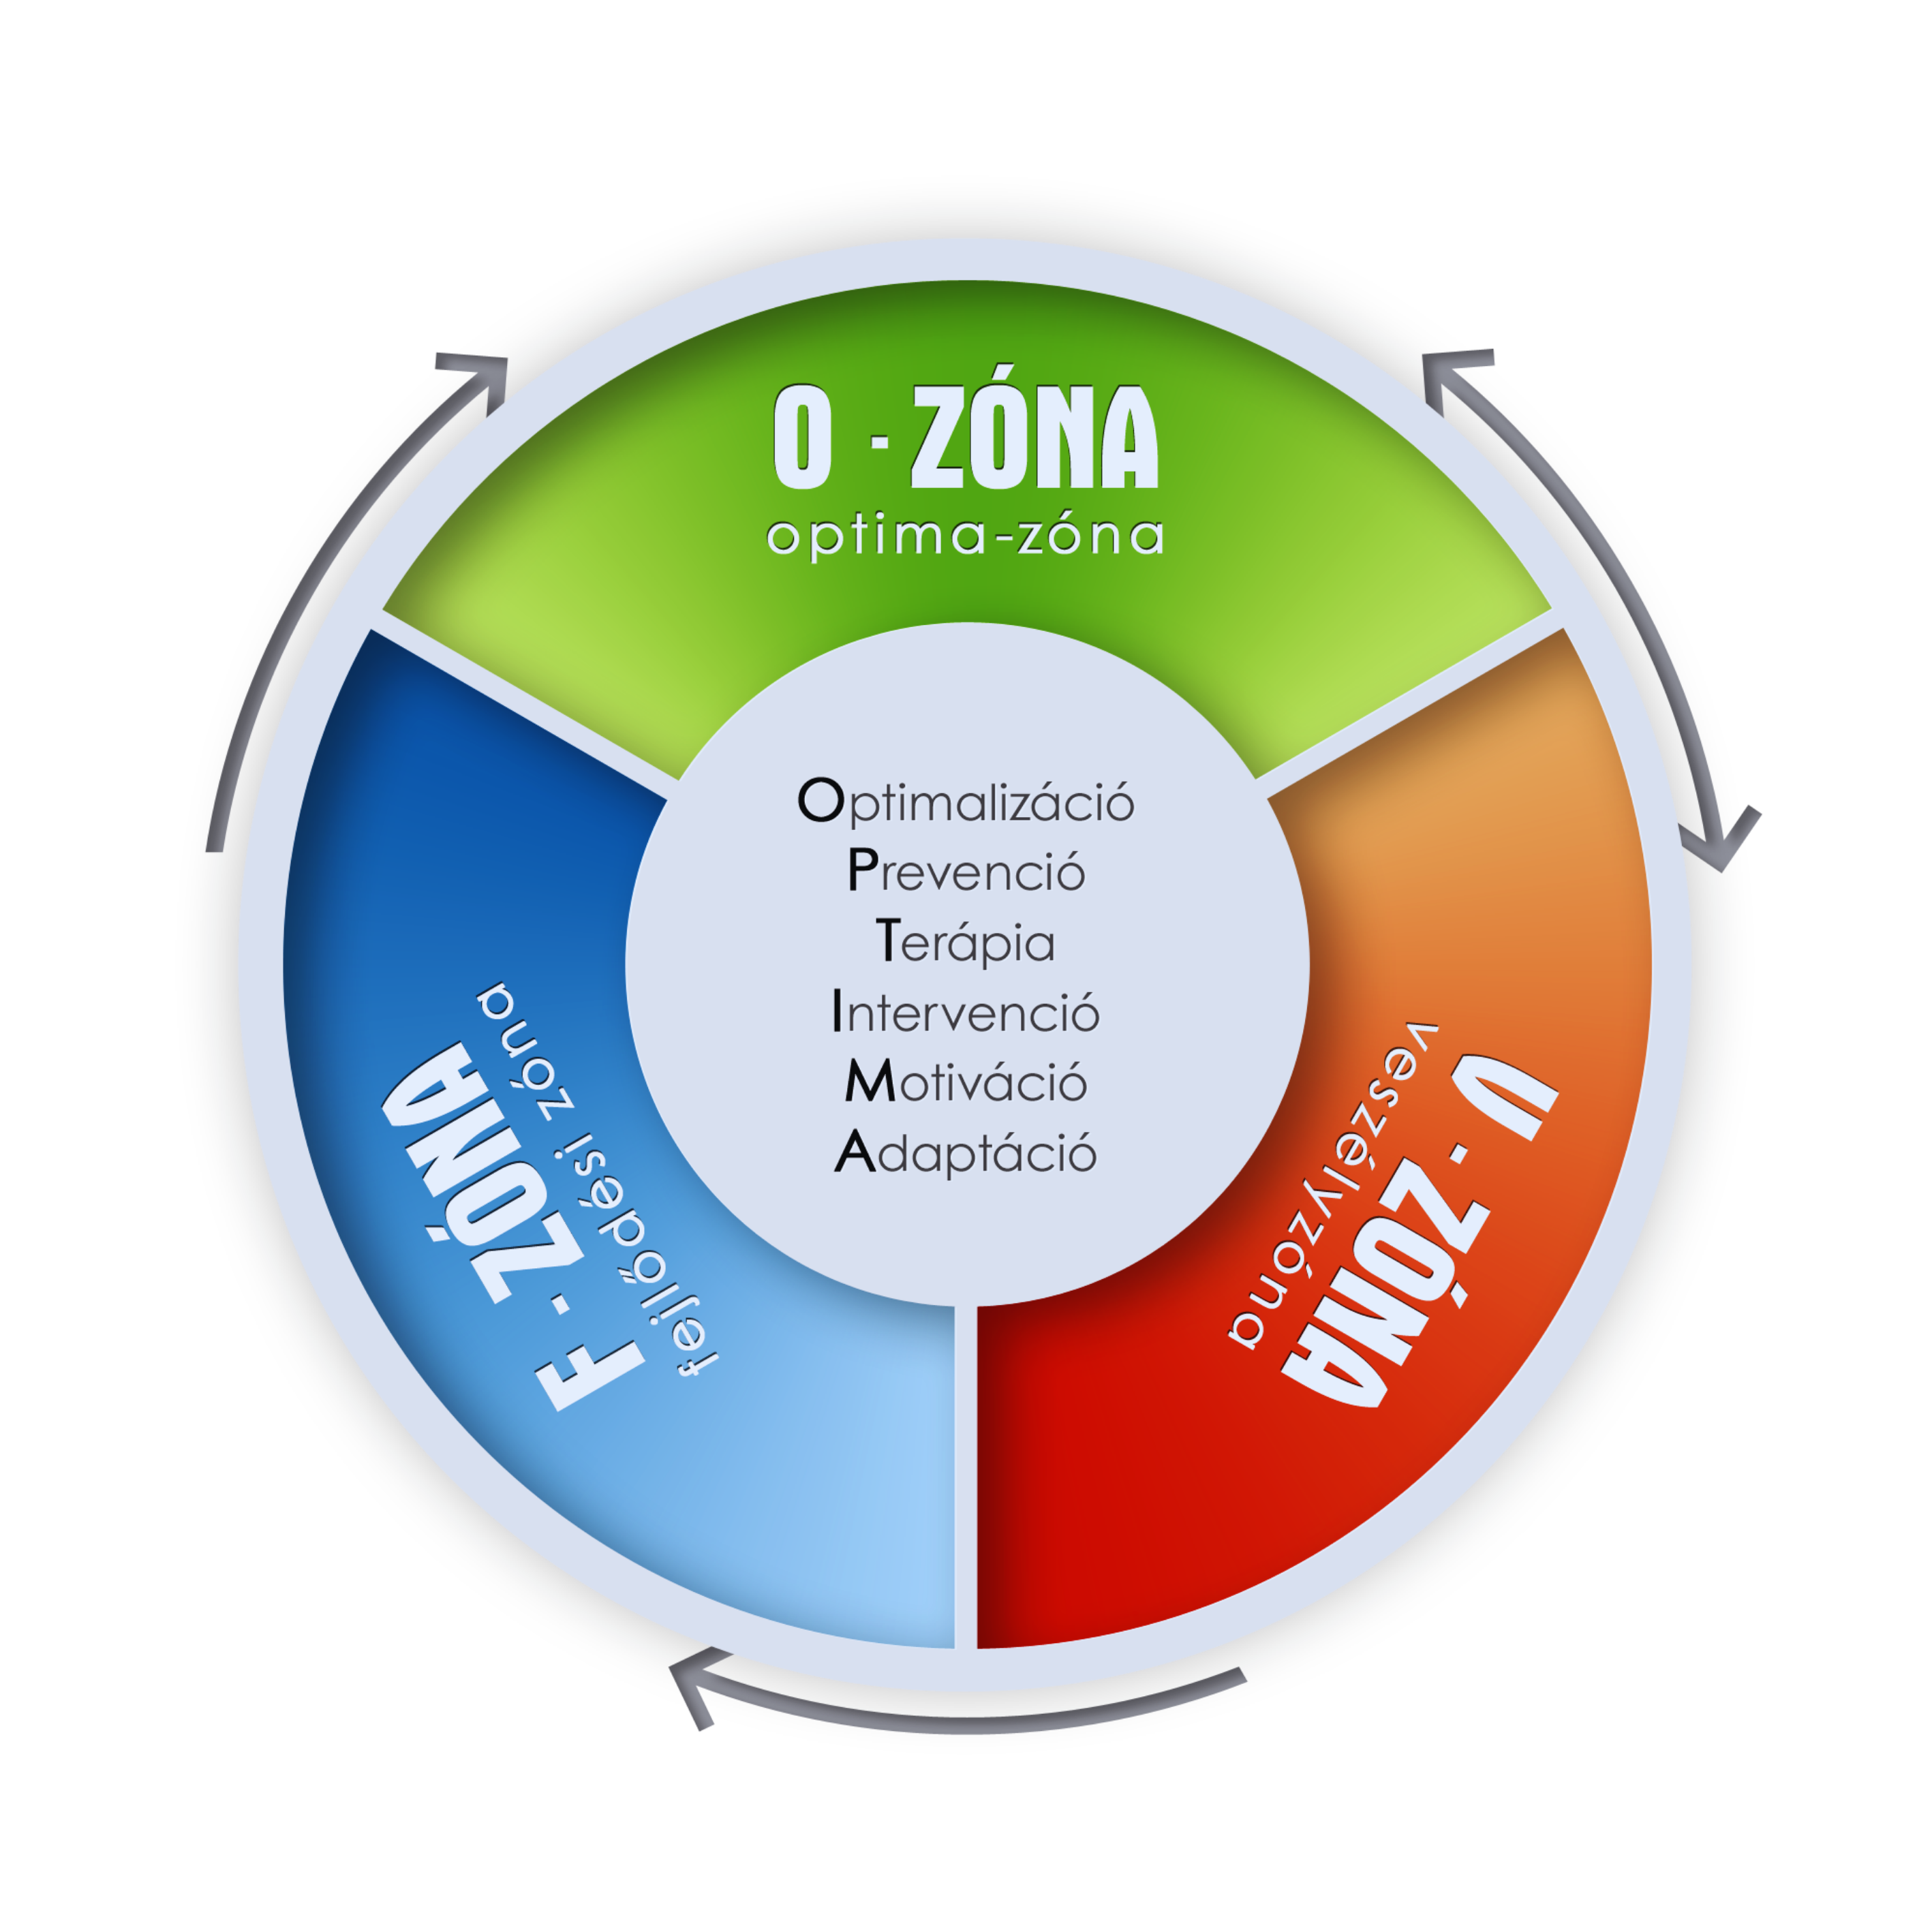 O - ZÓNA
optima-zóna
Optimalizáció
Prevenció
Terápia
Intervenció
Motiváció
Adaptáció
V - ZÓNA
veszélyzóna
F - ZÓNA
fejlődési zóna